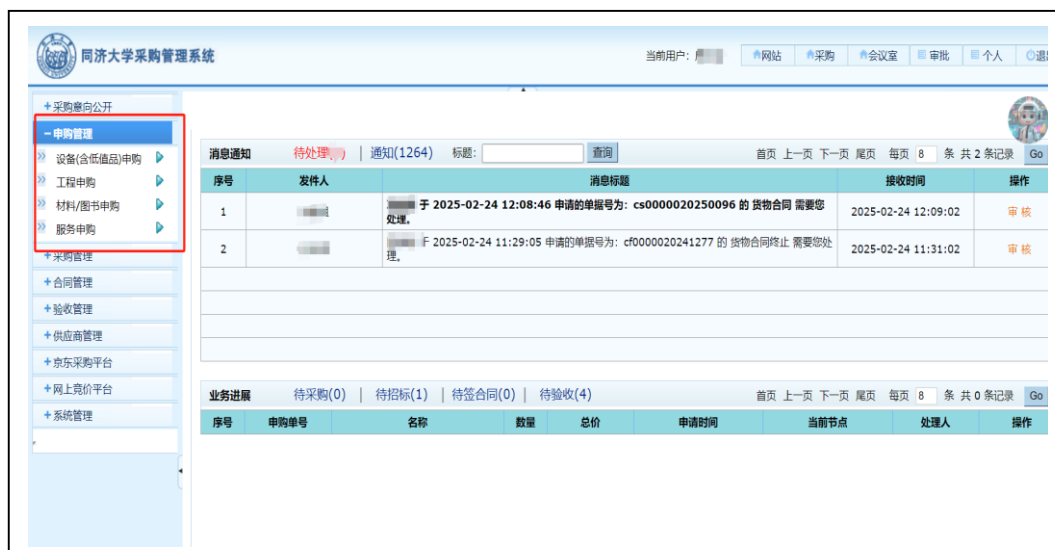 同济大学采购管理系统
当前用户： 网站 采购 会议室 审批 个人
+采购意向公开
-申购管理
设备(含低值品)申购
工程申购
材料/图书申购
服务申购
+采购管理
+合同管理
+验收管理
+供应商管理
+京东采购平台
+网上竞价平台
+系统管理
消息通知 待处理 | 通知(1264) 标题： 查询 首页 上一页 下一页 尾页 每页 8 条 共 2 条记录 Go
序号 发件人 消息标题 接收时间 操作
1 于 2025-02-24 12:08:46 申请的单据号为：cs0000020250096 的 货物合同 需要您
处理。 2025-02-24 12:09:02 审核
2 于 2025-02-24 11:29:05 申请的单据号为：cf0000020241277 的 货物合同终止 需要您处
理。 2025-02-24 11:31:02 审核
业务进展 待采购(0) | 待招标(1) | 待签合同(0) | 待验收(4) 首页 上一页 下一页 尾页 每页 8 条 共 0 条记录 Go
序号 申购单号 名称 数量 总价 申请时间 当前节点 处理人 操作